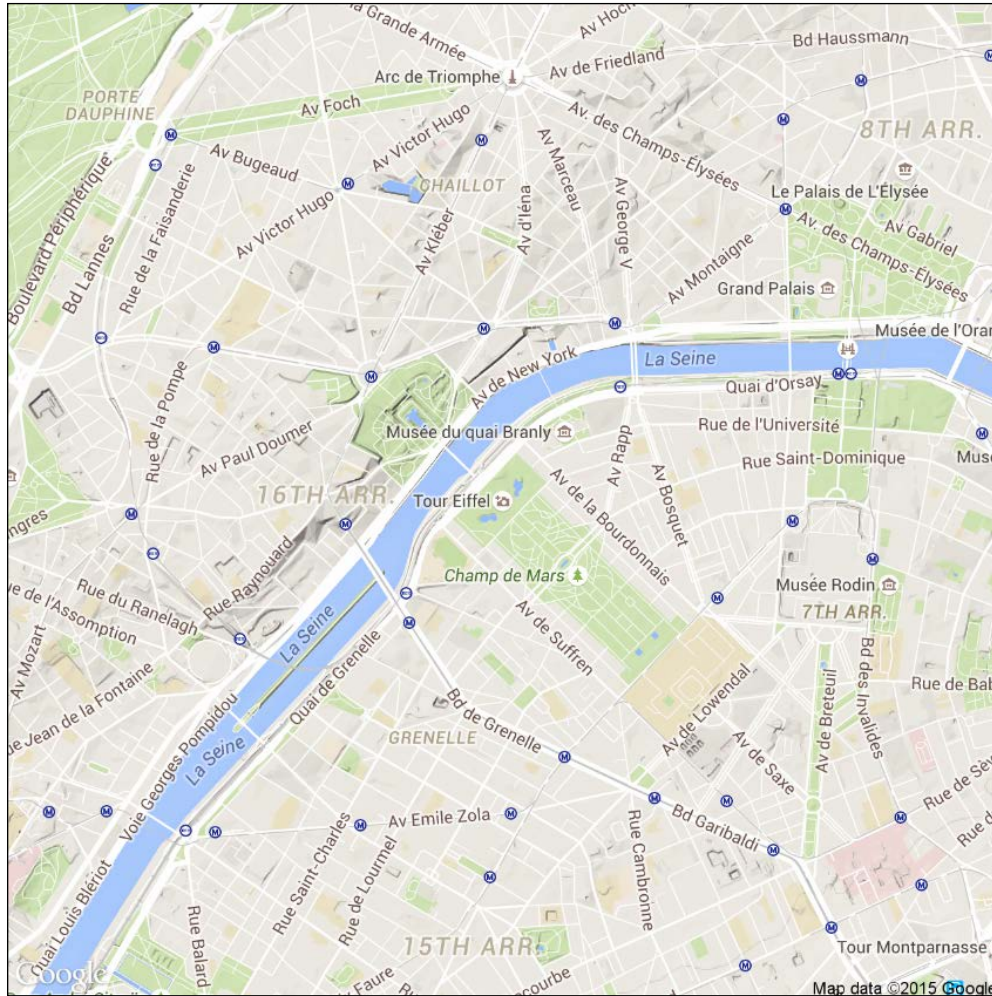 la Grande Armée
Av Hoch
Bd Haussmann
Av de Friedland
Arc de Triomphe
PORTE
DAUPHINE
Av Foch
Av Victor Hugo
Av Bugeaud
Av. des Champs-Élysées
8TH ARR.
Av Marceau
CHAILLOT
Boulevard Périphérique
Rue de la Faisanderie
Av Victor Hugo
Av Kléber
Av d'Iéna
Av George V
Le Palais de L'Élysée
Av Gabriel
Av. des Champs-Élysées
Bd Lannes
Av Montaigne
Grand Palais
Musée de l'Oran
La Seine
Av de New York
Quai d'Orsay
Rue de la Pompe
Av Paul Doumer
Musée du quai Branly
Rue de l'Université
Av Rapp
Rue Saint-Dominique
Musé
16TH ARR.
Tour Eiffel
Av de la Bourdonnais
Av Bosquet
ongres
Rue Raynouard
Champ de Mars
Musée Rodin
7TH ARR.
Rue de l'Assomption
Rue du Ranelagh
La Seine
Av de Suffren
Av Mozart
Quai de Grenelle
ue Jean de la Fontaine
Bd de Grenelle
Av de Lowendal
Av de Breteuil
Bd des Invalides
Rue de Bab
Voie Georges Pompidou
La Seine
GRENELLE
Av de Saxe
Rue de Sèv
Av Emile Zola
Bd Garibaldi
Rue d
Rue Saint-Charles
Rue de Lourmel
Rue Cambronne
Quai Louis Blériot
Rue Balard
15TH ARR.
Tour Montparnasse
Faure
ecourbe
Google
Map data ©2015 Google